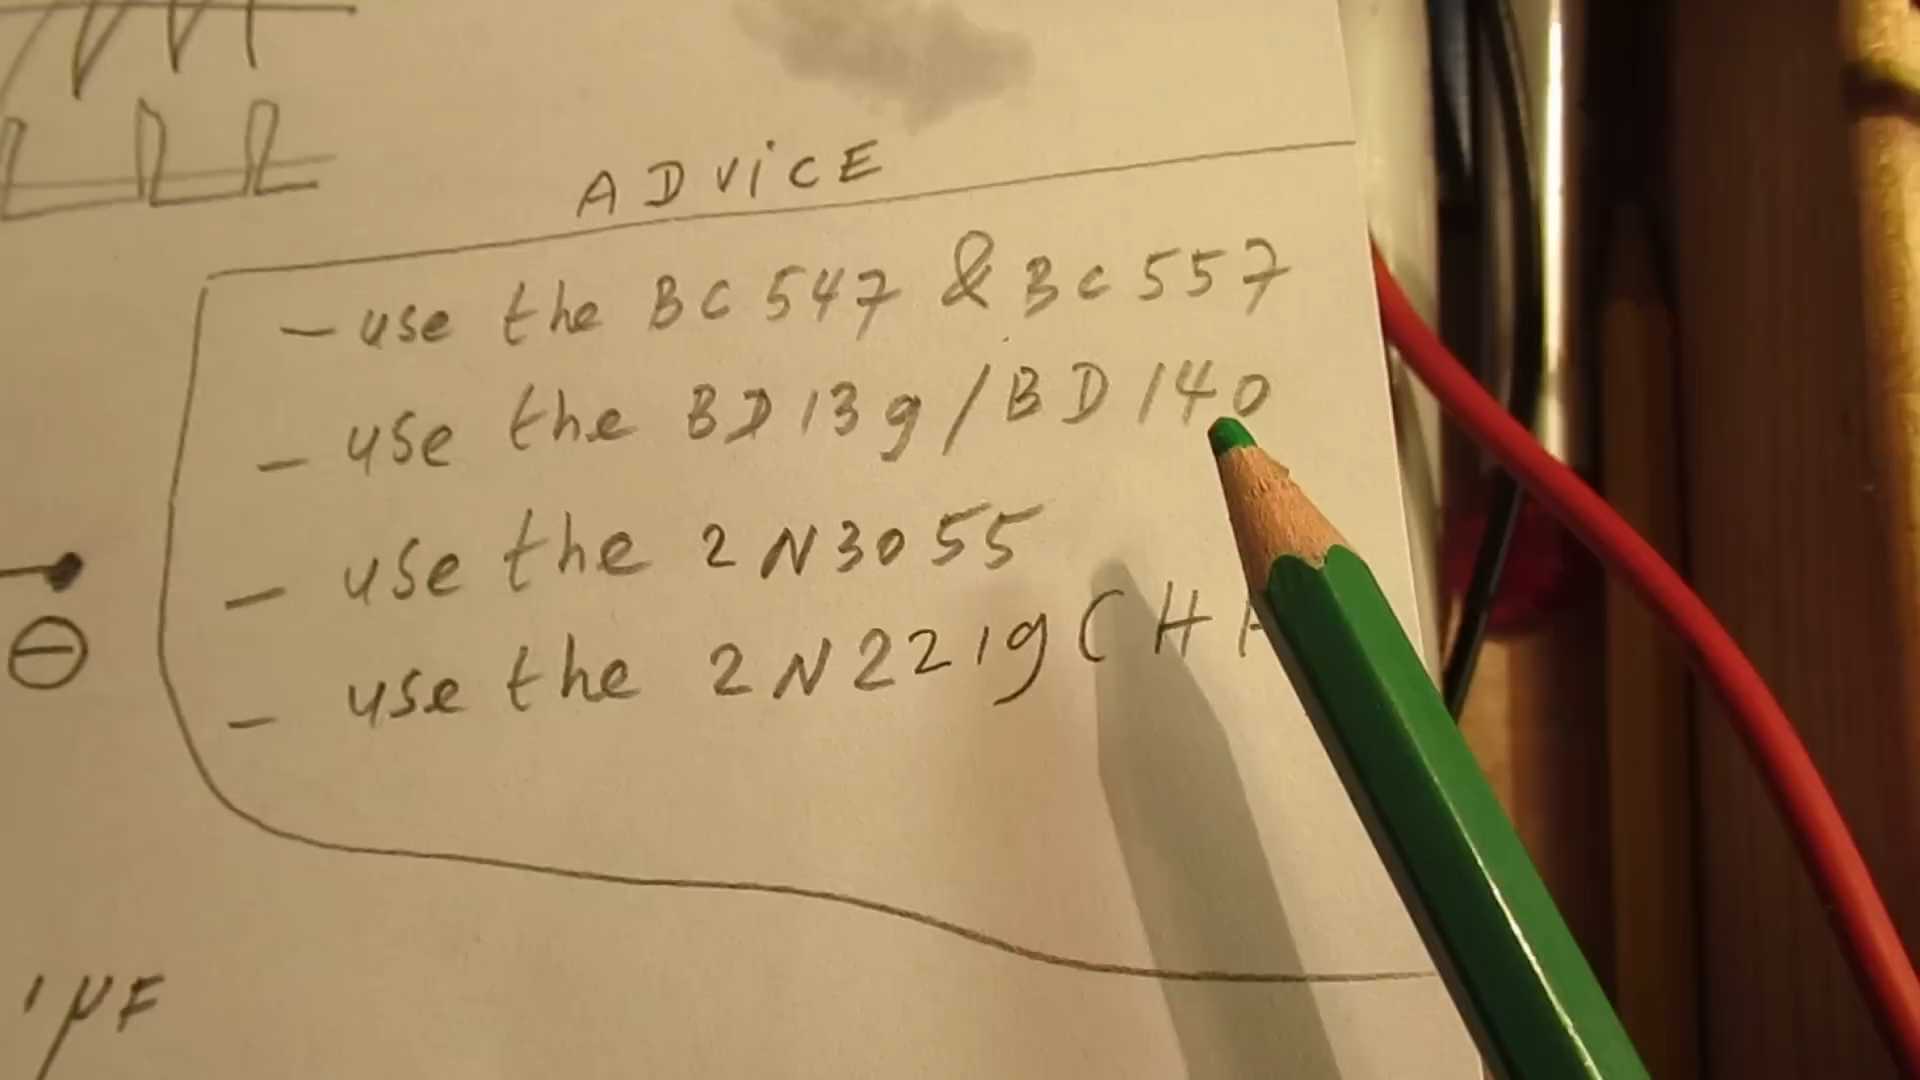 ADViCE
- use the BC547 & BC557
- use the BD139/BD140
- use the 2N3055
- use the 2N2219 (H
1µF